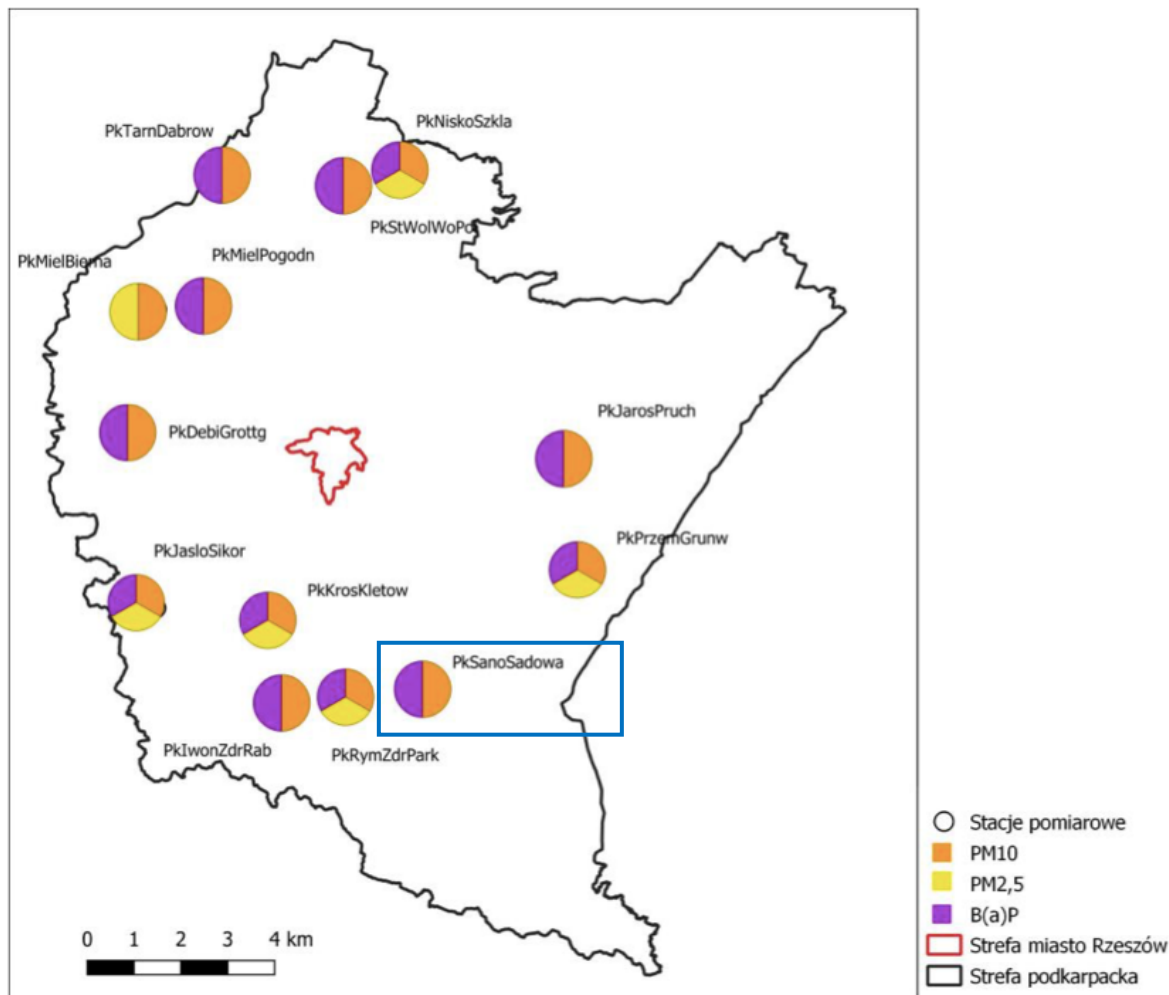 PkTarnDabrow
PkNiskoSzkla
PkStWolWoPo
PkMielPogodn
PkMielBierna
PkDebiGrottg
PkJarosPruch
PkPrzemGrunw
PkJasloSikor
PkKrosKletow
PkSanoSadowa
PkIwonZdrRab
PkRymZdrPark
0 1 2 3 4 km
Stacje pomiarowe
PM10
PM2,5
B(a)P
Strefa miasto Rzeszów
Strefa podkarpacka